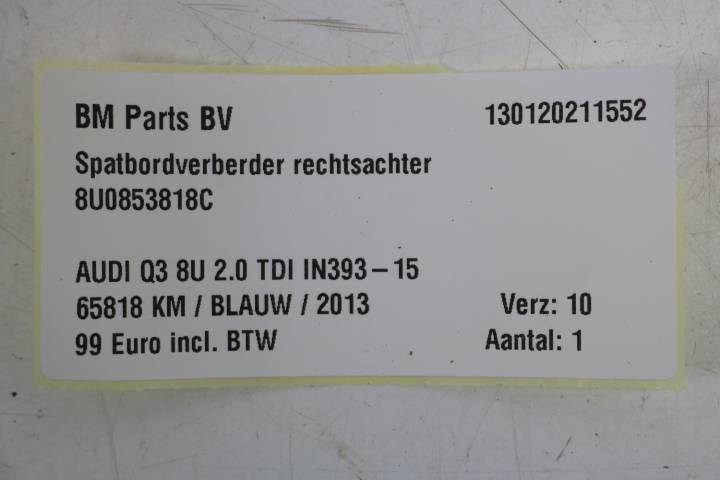 BM Parts BV 130120211552
Spatbordverberder rechtsachter
8U0853818C
AUDI Q3 8U 2.0 TDI IN393-15
65818 KM / BLAUW / 2013 Verz: 10
99 Euro incl. BTW Aantal: 1